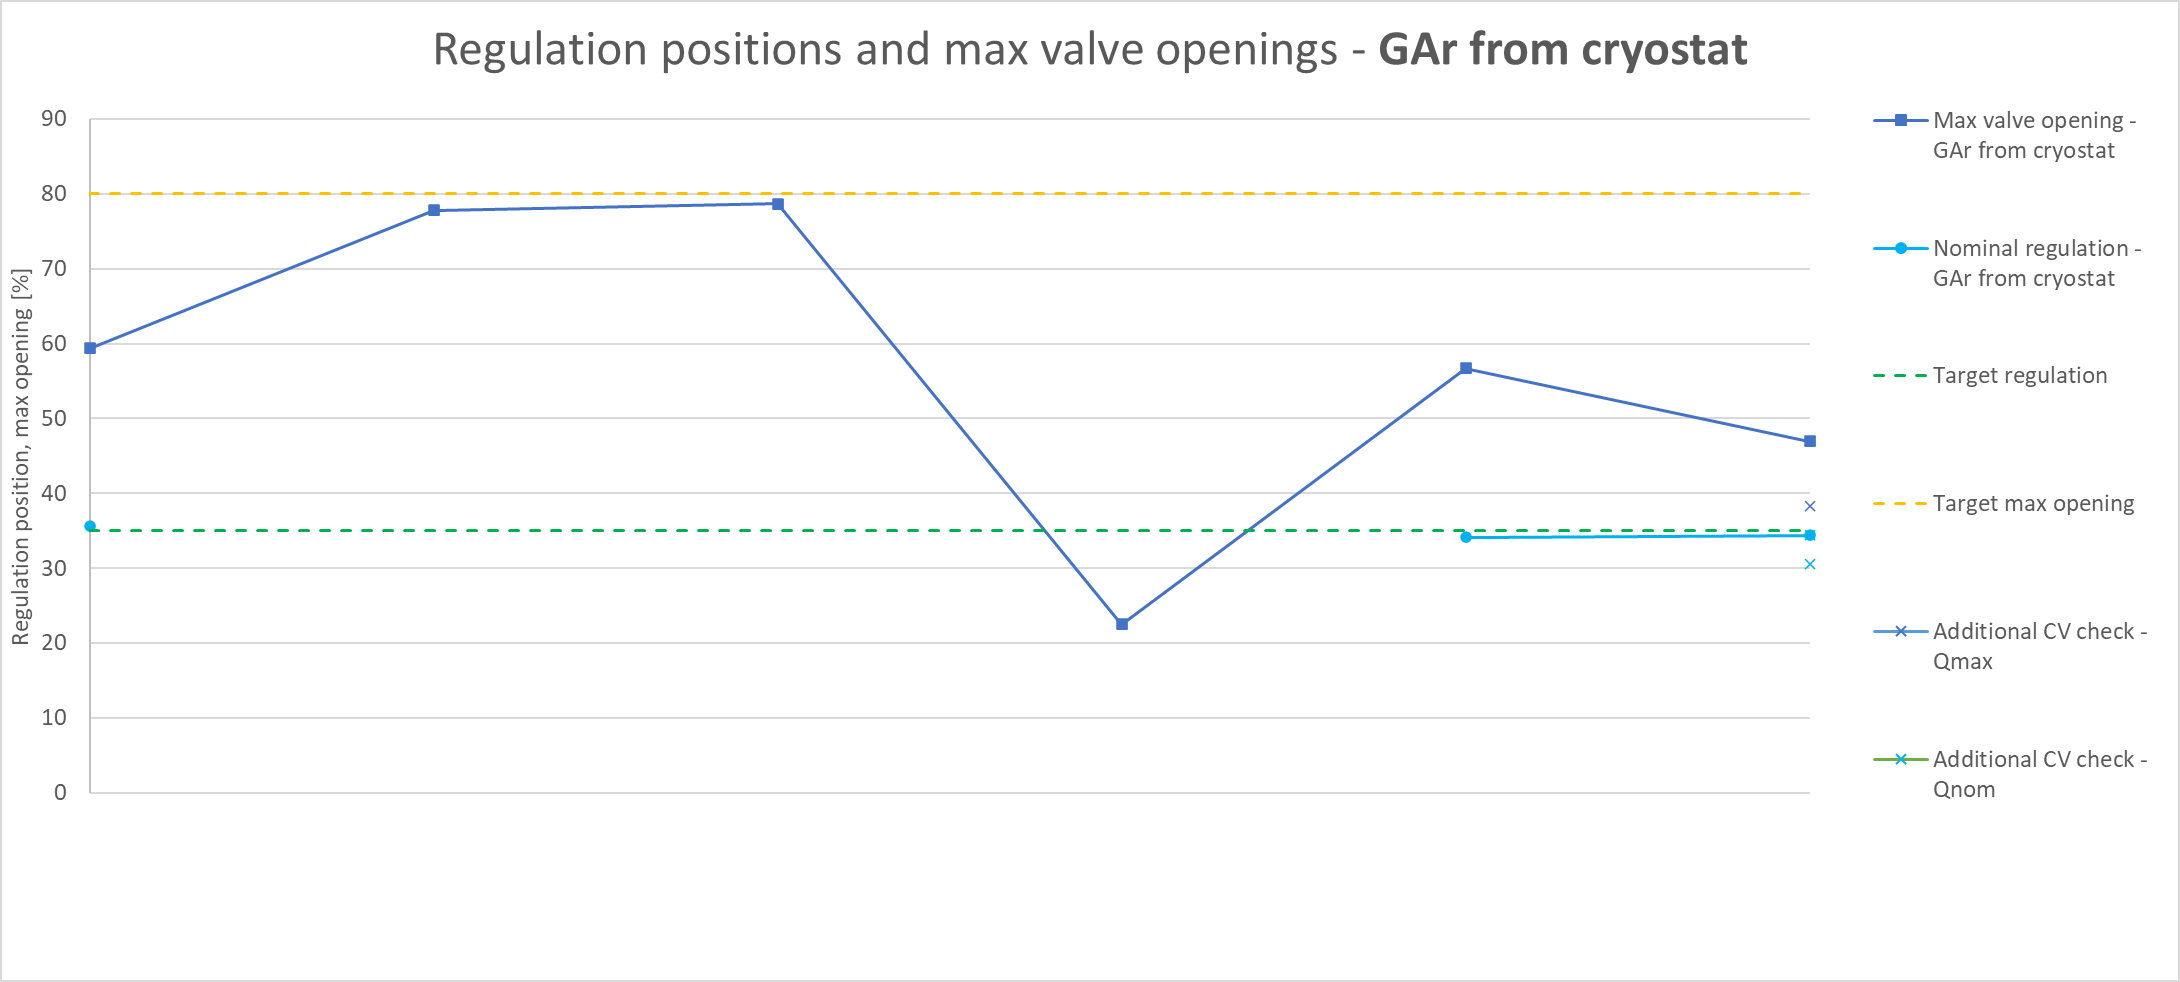 Regulation positions and max valve openings - GAr from cryostat
Regulation position, max opening [%]
90
80
70
60
50
40
30
20
10
0
Max valve opening -
GAr from cryostat
Nominal regulation -
GAr from cryostat
Target regulation
Target max opening
Additional CV check -
Qmax
Additional CV check -
Qnom